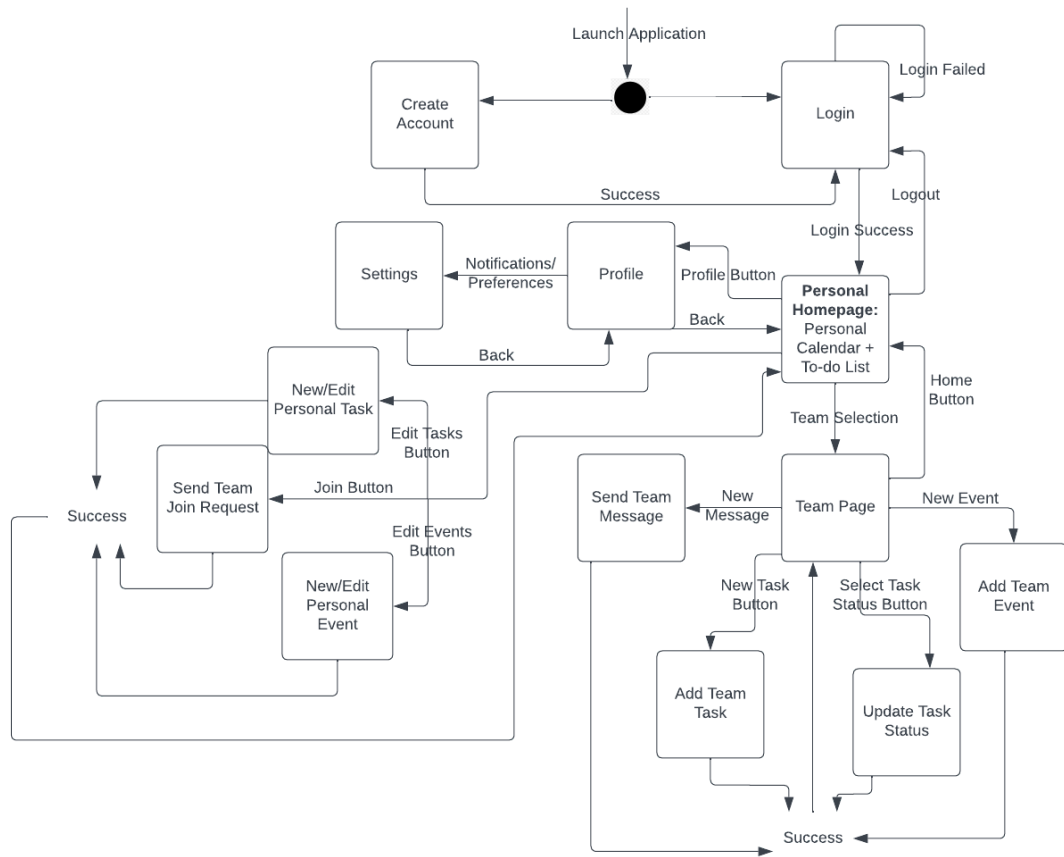 Launch Application
Login Failed
Create
Account
Login
Success
Logout
Login Success
Settings
Notifications/
Preferences
Profile
Profile Button
Personal
Homepage:
Personal
Calendar +
To-do List
Back
Back
New/Edit
Personal Task
Home
Button
Edit Tasks
Button
Team Selection
Send Team
Join Request
Join Button
Success
Send Team
Message
New
Message
Team Page
New Event
Edit Events
Button
New/Edit
Personal
Event
New Task
Button
Select Task
Status Button
Add Team
Event
Add Team
Task
Update Task
Status
Success